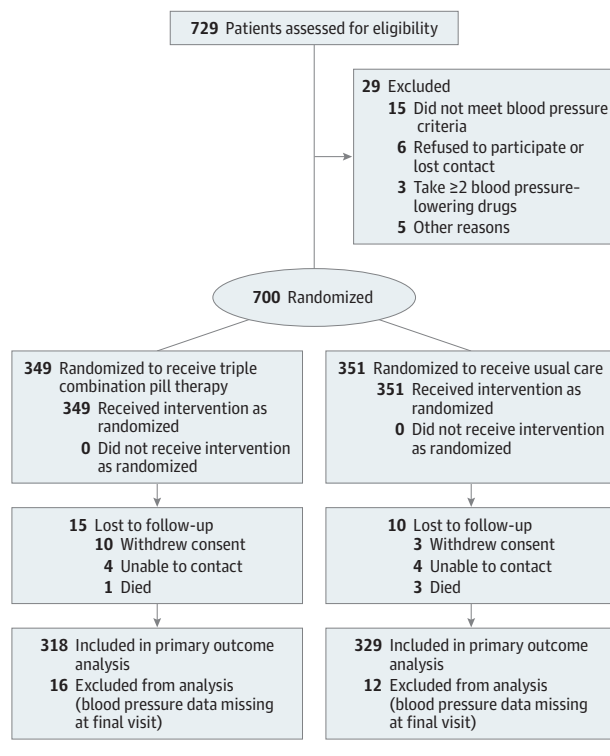 729 Patients assessed for eligibility
29 Excluded
15 Did not meet blood pressure
criteria
6 Refused to participate or
lost contact
3 Take ≥2 blood pressure-
lowering drugs
5 Other reasons
700 Randomized
349 Randomized to receive triple
combination pill therapy
349 Received intervention as
randomized
0 Did not receive intervention
as randomized
351 Randomized to receive usual care
351 Received intervention as
randomized
0 Did not receive intervention
as randomized
15 Lost to follow-up
10 Withdrew consent
4 Unable to contact
1 Died
10 Lost to follow-up
3 Withdrew consent
4 Unable to contact
3 Died
318 Included in primary outcome
analysis
16 Excluded from analysis
(blood pressure data missing
at final visit)
329 Included in primary outcome
analysis
12 Excluded from analysis
(blood pressure data missing
at final visit)